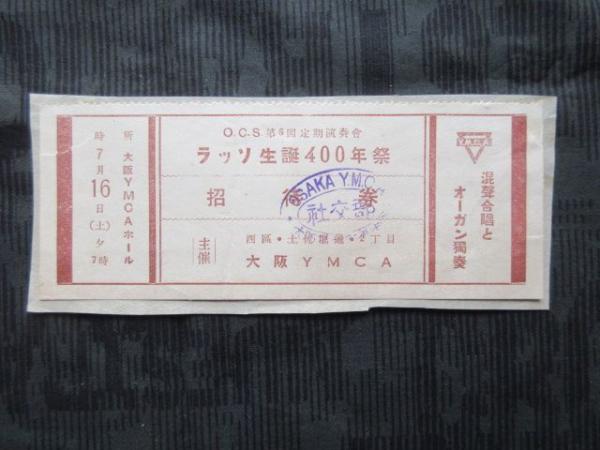 O.C.S 第6回定期演奏會
ラッソ生誕400年祭
招待券
主催
西區・土佐堀通・2丁目
大阪YMCA
所 大阪YMCAホール
時 7月16日(土)夕7時
Y.M.C.A
混聲合唱と
オーガン獨奏
OSAKA Y.M.C
社交部